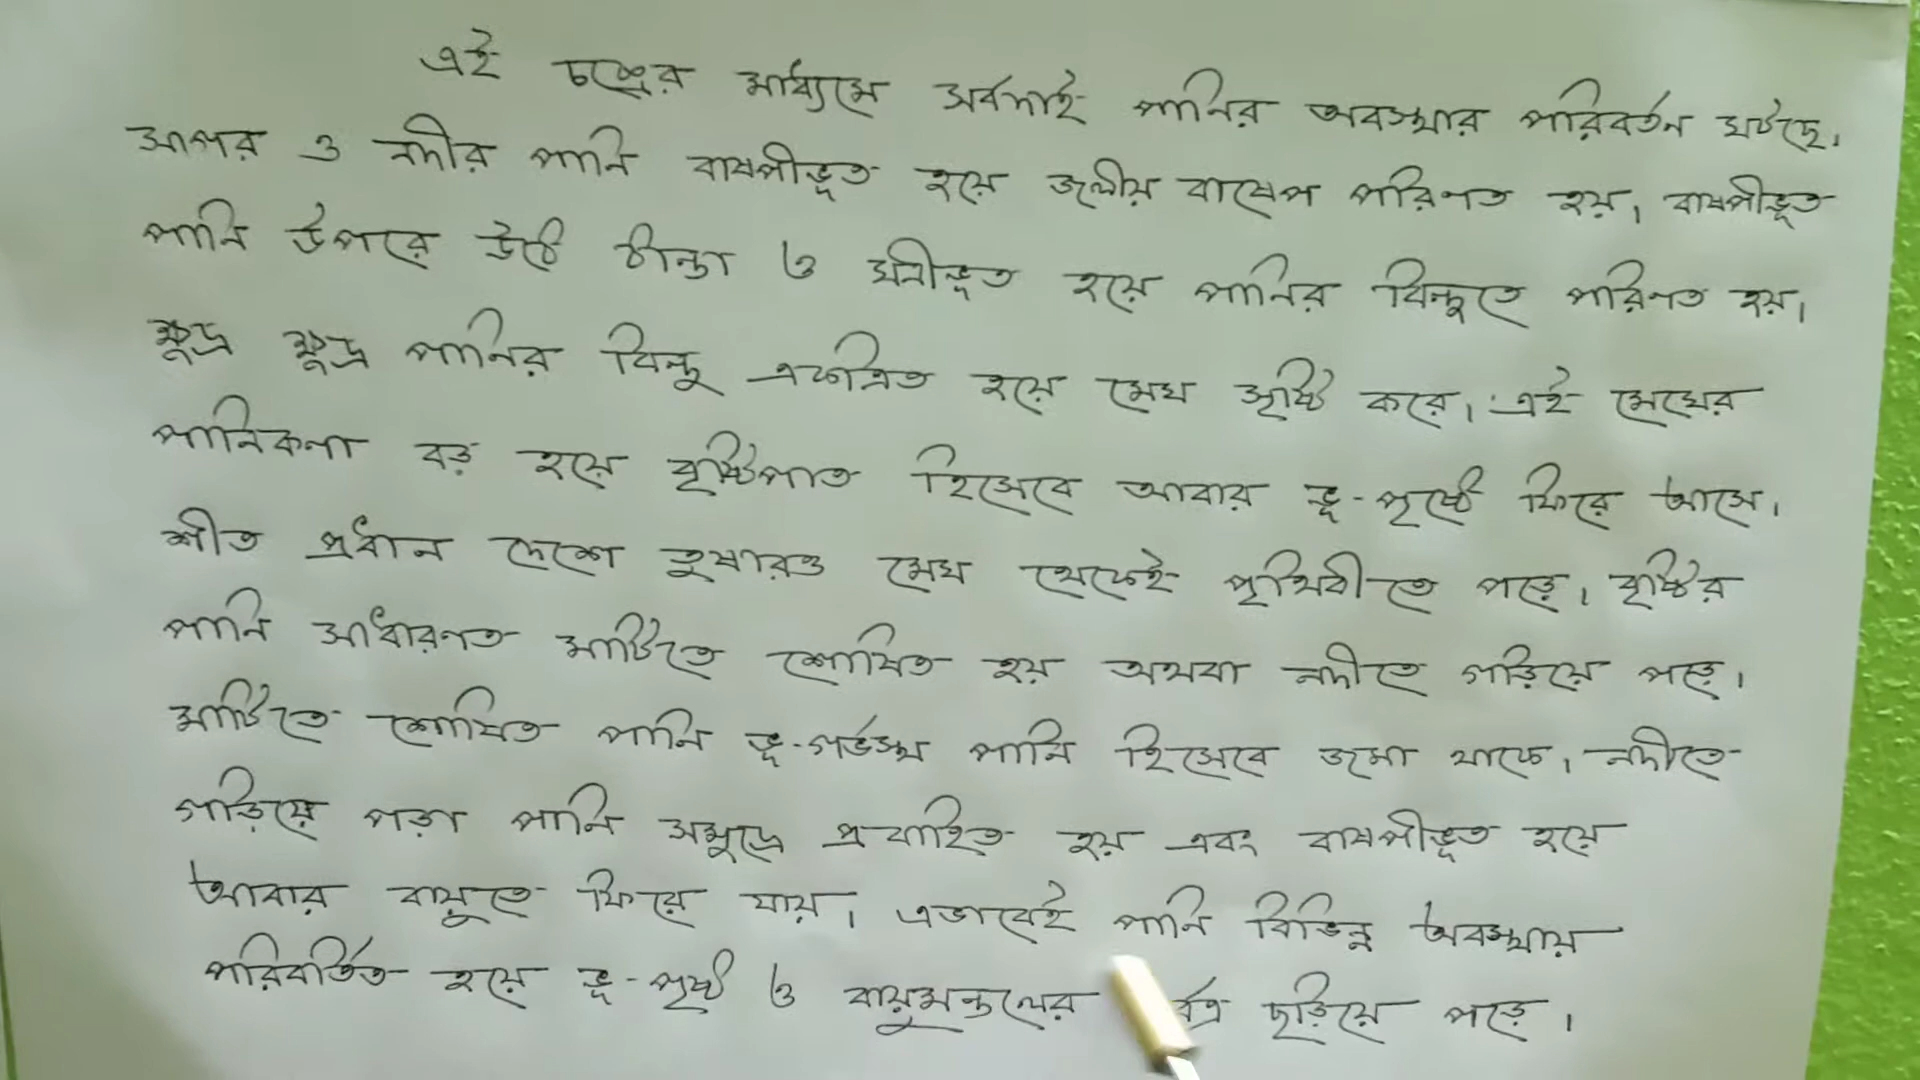 এই চক্রের মাধ্যমে সর্বদাই পানির অবস্থার পরিবর্তন ঘটছে।
সাগর ও নদীর পানি বাষ্পীভূত হয়ে জলীয় বাষ্পে পরিণত হয়। বাষ্পীভূত
পানি উপরে উঠে ঠান্ডা ও ঘনীভূত হয়ে পানির বিন্দুতে পরিণত হয়।
ক্ষুদ্র ক্ষুদ্র পানির বিন্দু একত্রিত হয়ে মেঘ সৃষ্টি করে। এই মেঘের
পানিকণা বড় হয়ে বৃষ্টিপাত হিসেবে আবার ভূ-পৃষ্ঠে ফিরে আসে।
শীত প্রধান দেশে তুষারও মেঘ থেকেই পৃথিবীতে পড়ে। বৃষ্টির
পানি সাধারণত মাটিতে শোষিত হয় অথবা নদীতে গড়িয়ে পড়ে।
মাটিতে শোষিত পানি ভূ-গর্ভস্থ পানি হিসেবে জমা থাকে। নদীতে
গড়িয়ে পড়া পানি সমুদ্রে প্রবাহিত হয় এবং বাষ্পীভূত হয়ে
আবার বায়ুতে ফিরে যায়। এভাবেই পানি বিভিন্ন অবস্থায়
পরিবর্তিত হয়ে ভূ-পৃষ্ঠ ও বায়ুমন্ডলের ছড়িয়ে পড়ে।